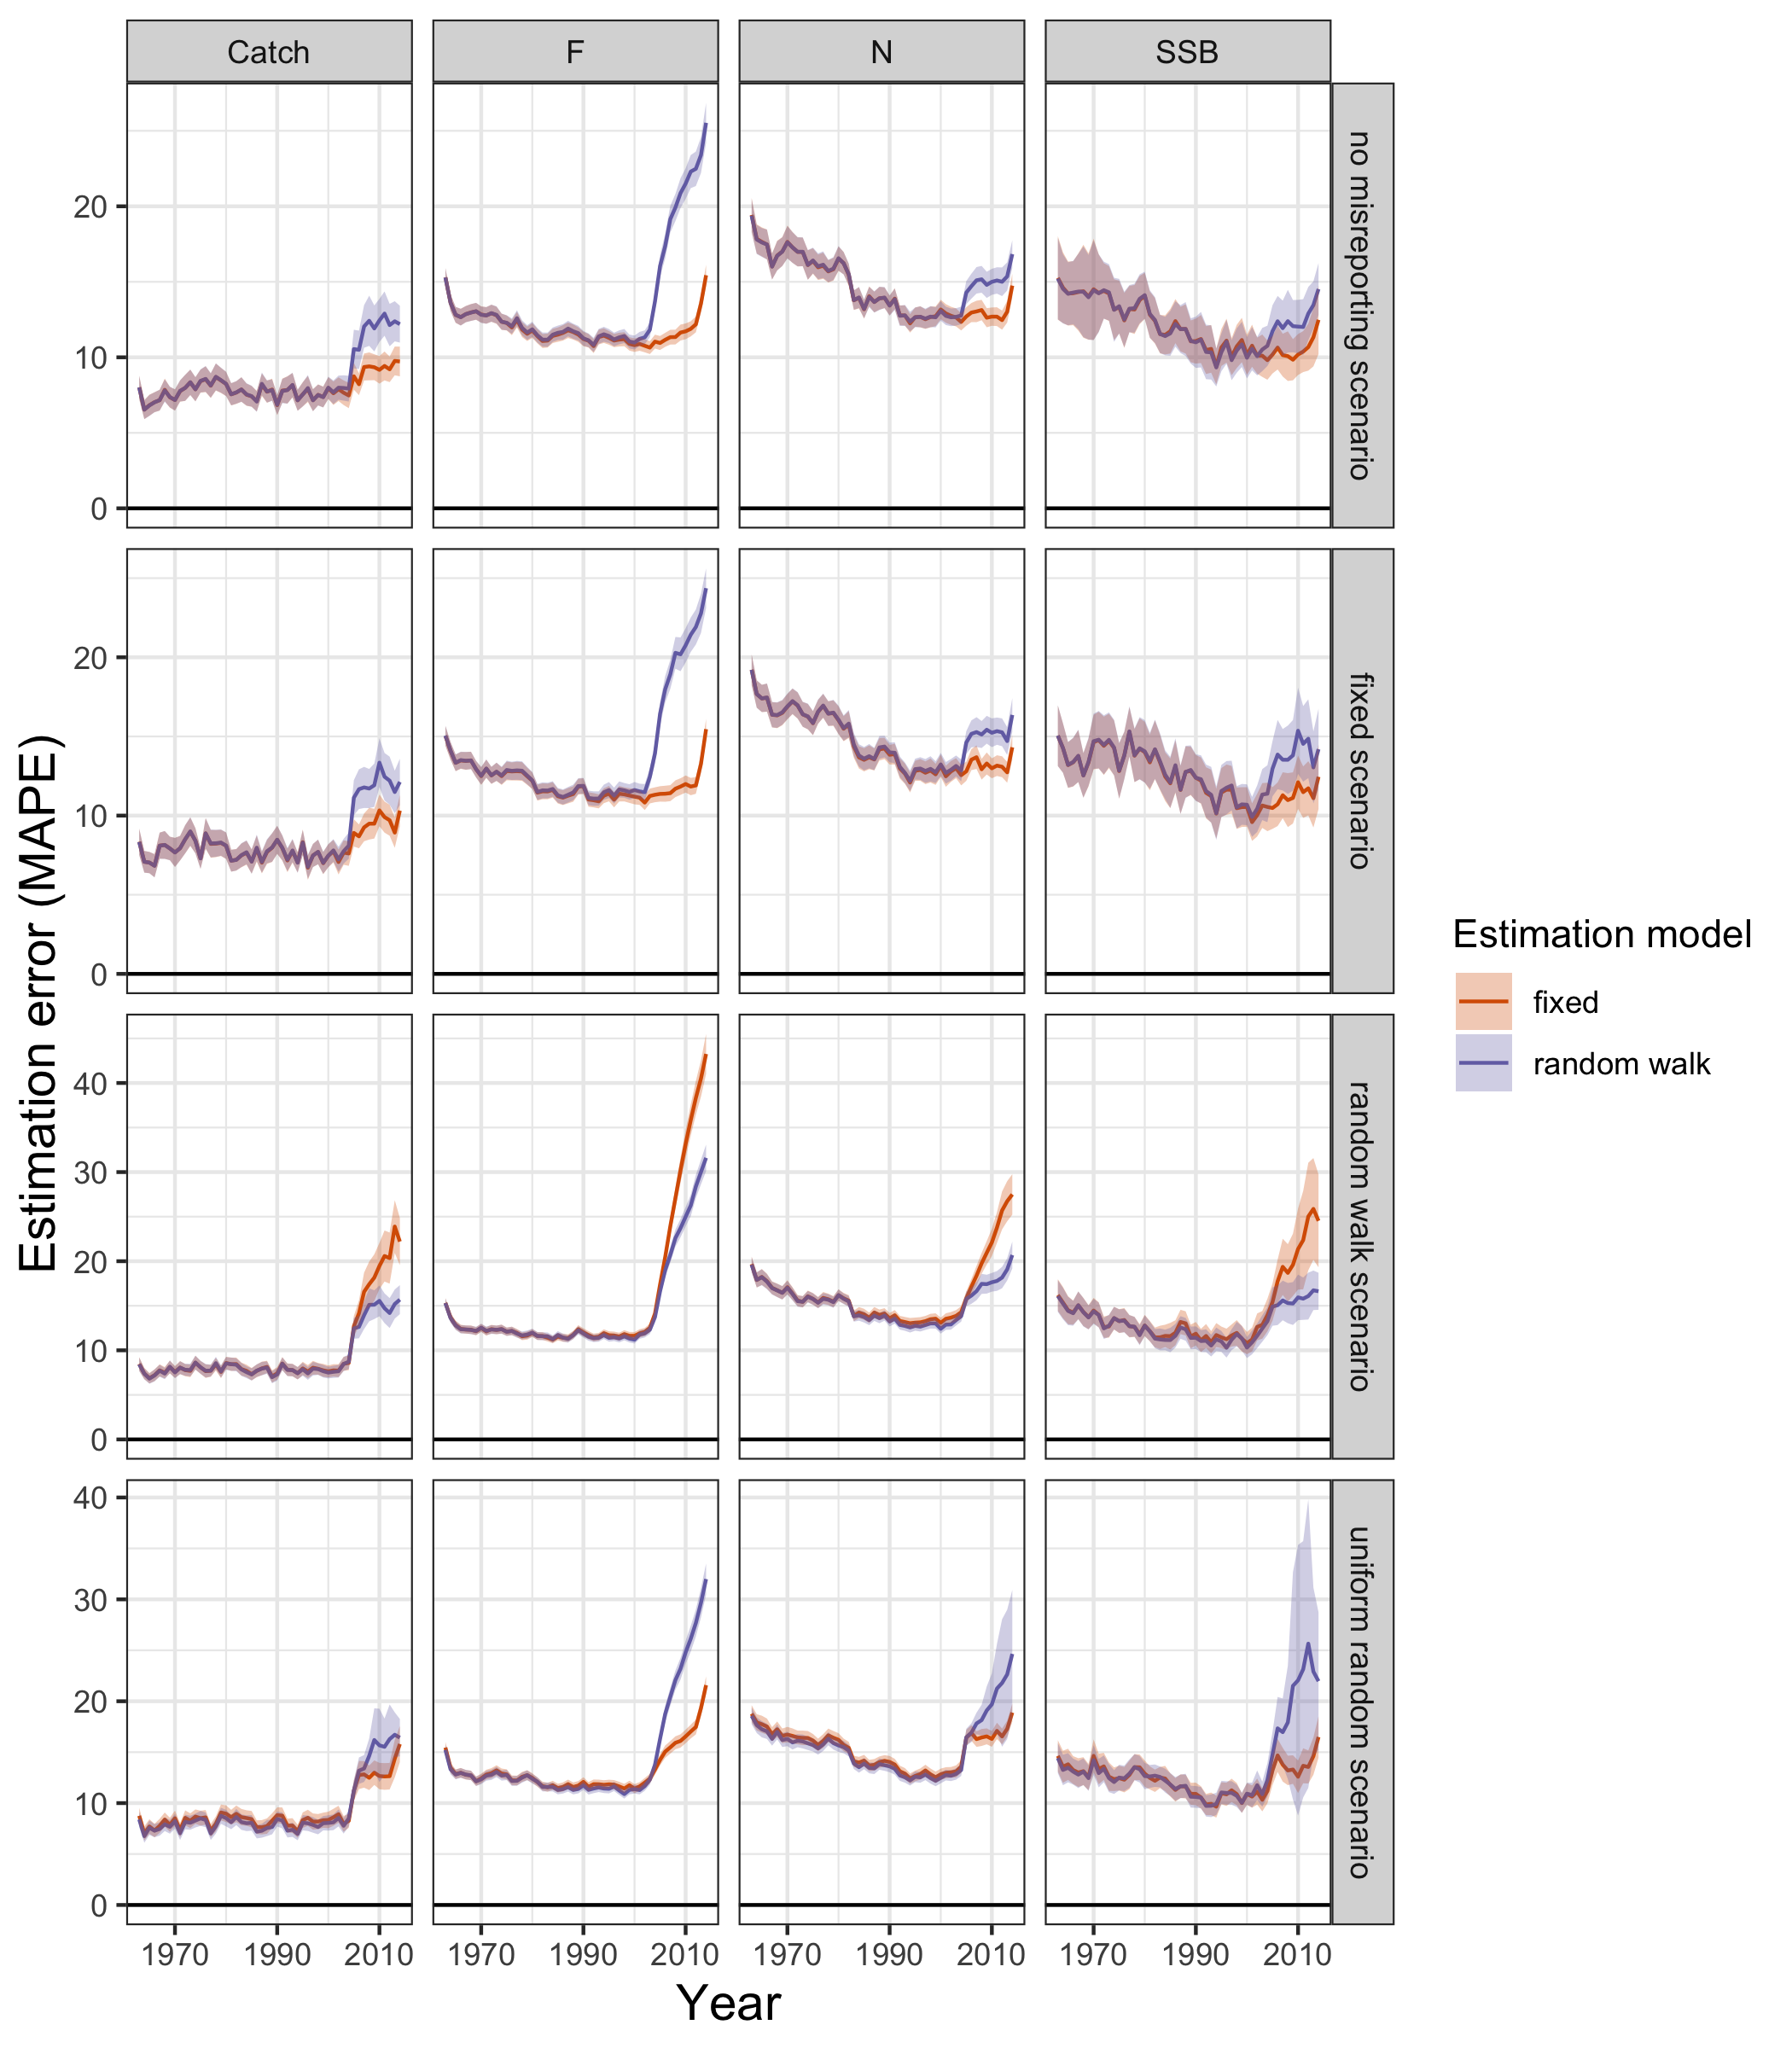 Catch F N SSB
20
10
0
no misreporting scenario
20
10
0
fixed scenario
40
30
20
10
0
random walk scenario
40
30
20
10
0
uniform random scenario
1970 1990 2010 1970 1990 2010 1970 1990 2010 1970 1990 2010
Year
Estimation error (MAPE)
Estimation model
fixed
random walk